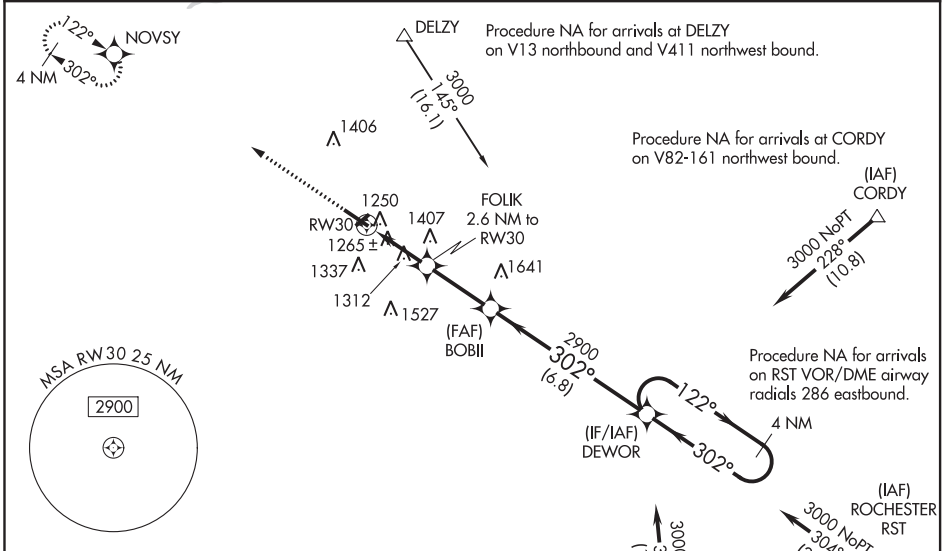 122°
NOVSY
4 NM
302°
DELZY
Procedure NA for arrivals at DELZY
on V13 northbound and V411 northwest bound.
3000
145°
(16.1)
1406
Procedure NA for arrivals at CORDY
on V82-161 northwest bound.
(IAF)
CORDY
3000 NoPT
228°
(10.8)
1250
RW30
1407
FOLIK
2.6 NM to
RW30
1265 ±
1337
1312
1527
1641
(FAF)
BOBII
2900
302°
(6.8)
MSA RW30 25 NM
2900
Procedure NA for arrivals
on RST VOR/DME airway
radials 286 eastbound.
122°
4 NM
302°
(IF/IAF)
DEWOR
(IAF)
ROCHESTER
RST
3000 NoPT
304°
3000